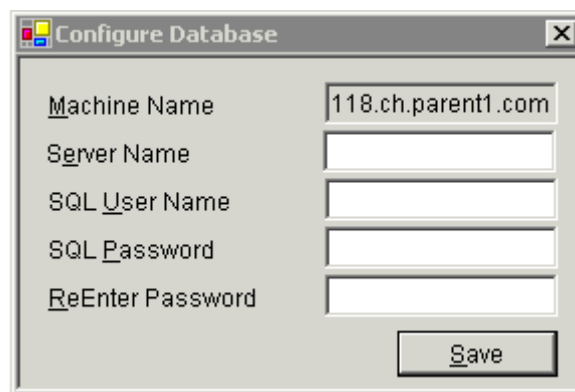 Configure Database
Machine Name 118.ch.parent1.com
Server Name
SQL User Name
SQL Password
ReEnter Password
Save